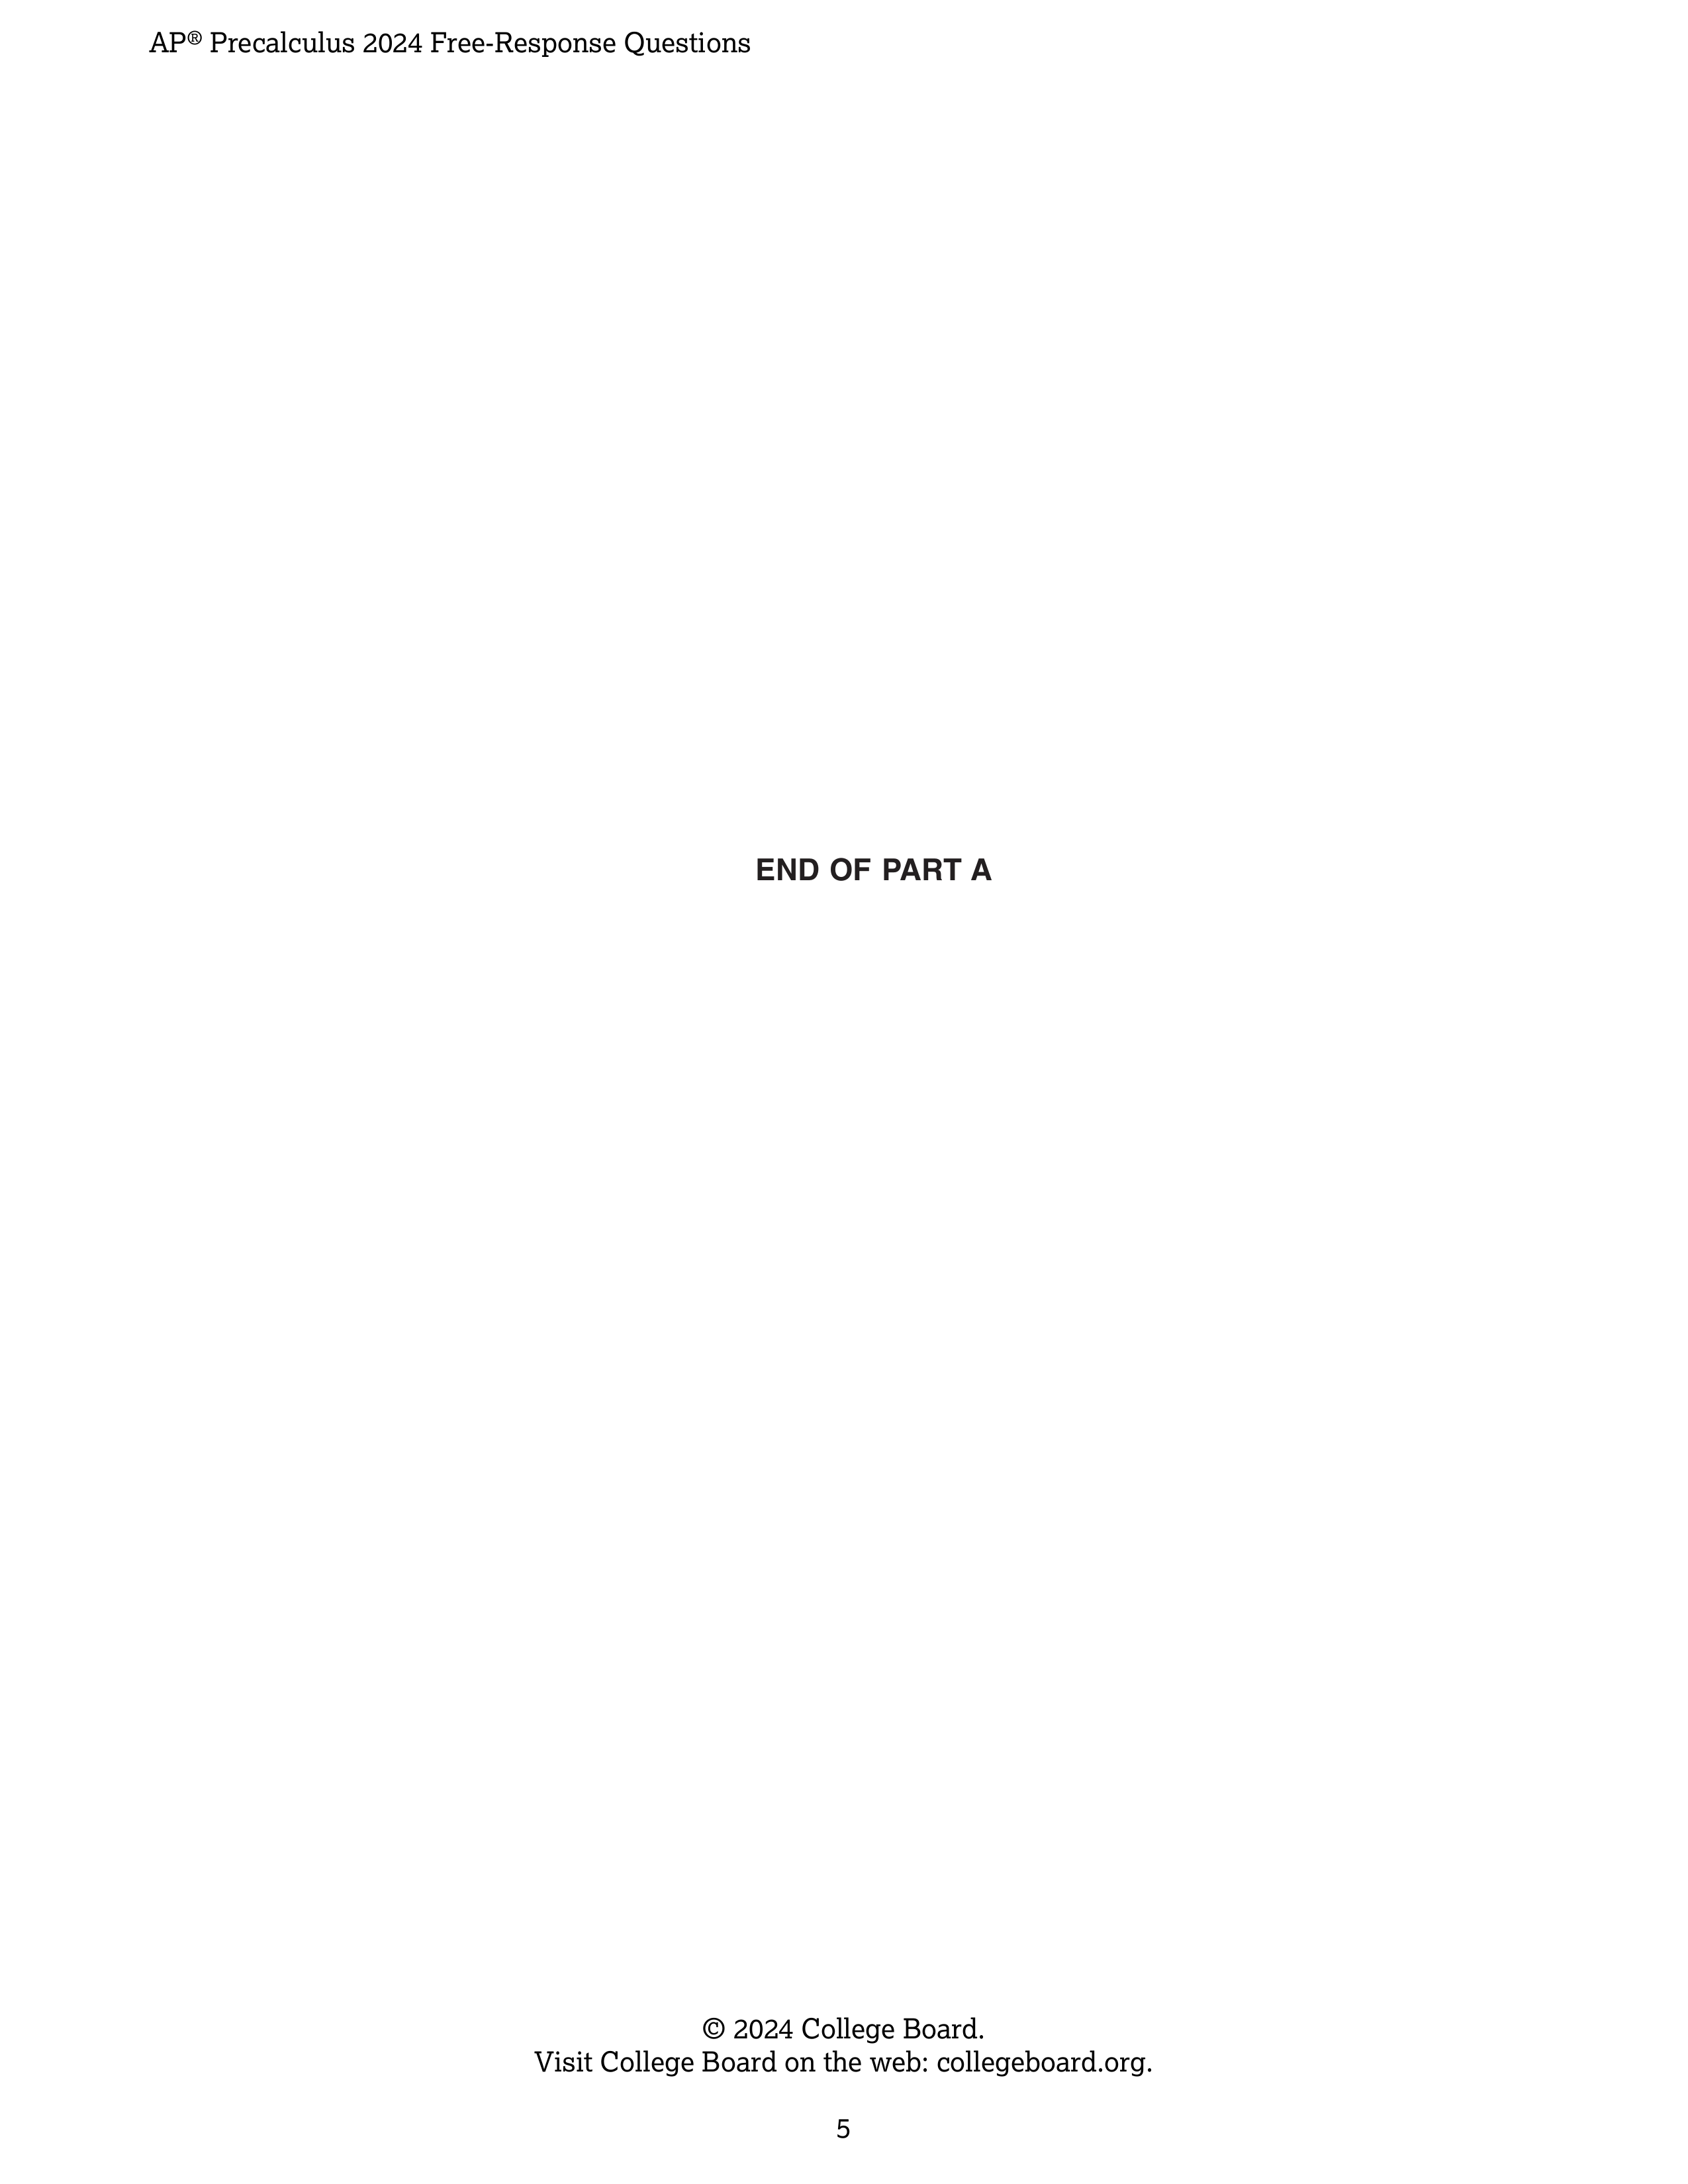 AP® Precalculus 2024 Free-Response Questions
END OF PART A
© 2024 College Board.
Visit College Board on the web: collegeboard.org.
5